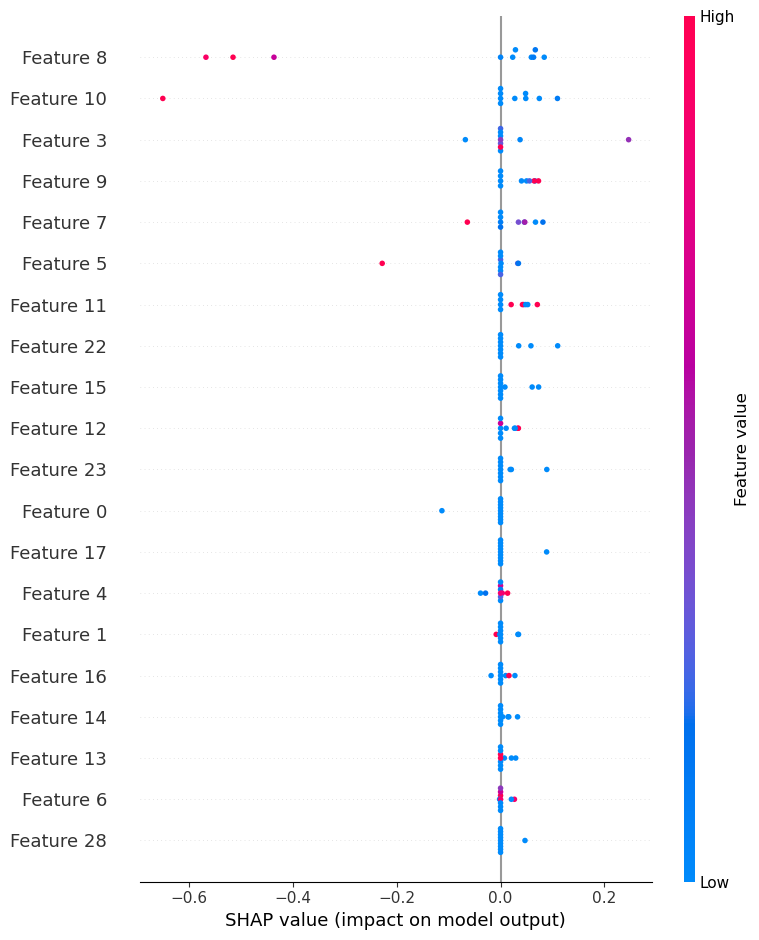 High
Feature 8
Feature 10
Feature 3
Feature 9
Feature 7
Feature 5
Feature 11
Feature 22
Feature 15
Feature 12
Feature 23
Feature 0
Feature 17
Feature 4
Feature 1
Feature 16
Feature 14
Feature 13
Feature 6
Feature 28
Feature value
Low
−0.6 −0.4 −0.2 0.0 0.2
SHAP value (impact on model output)